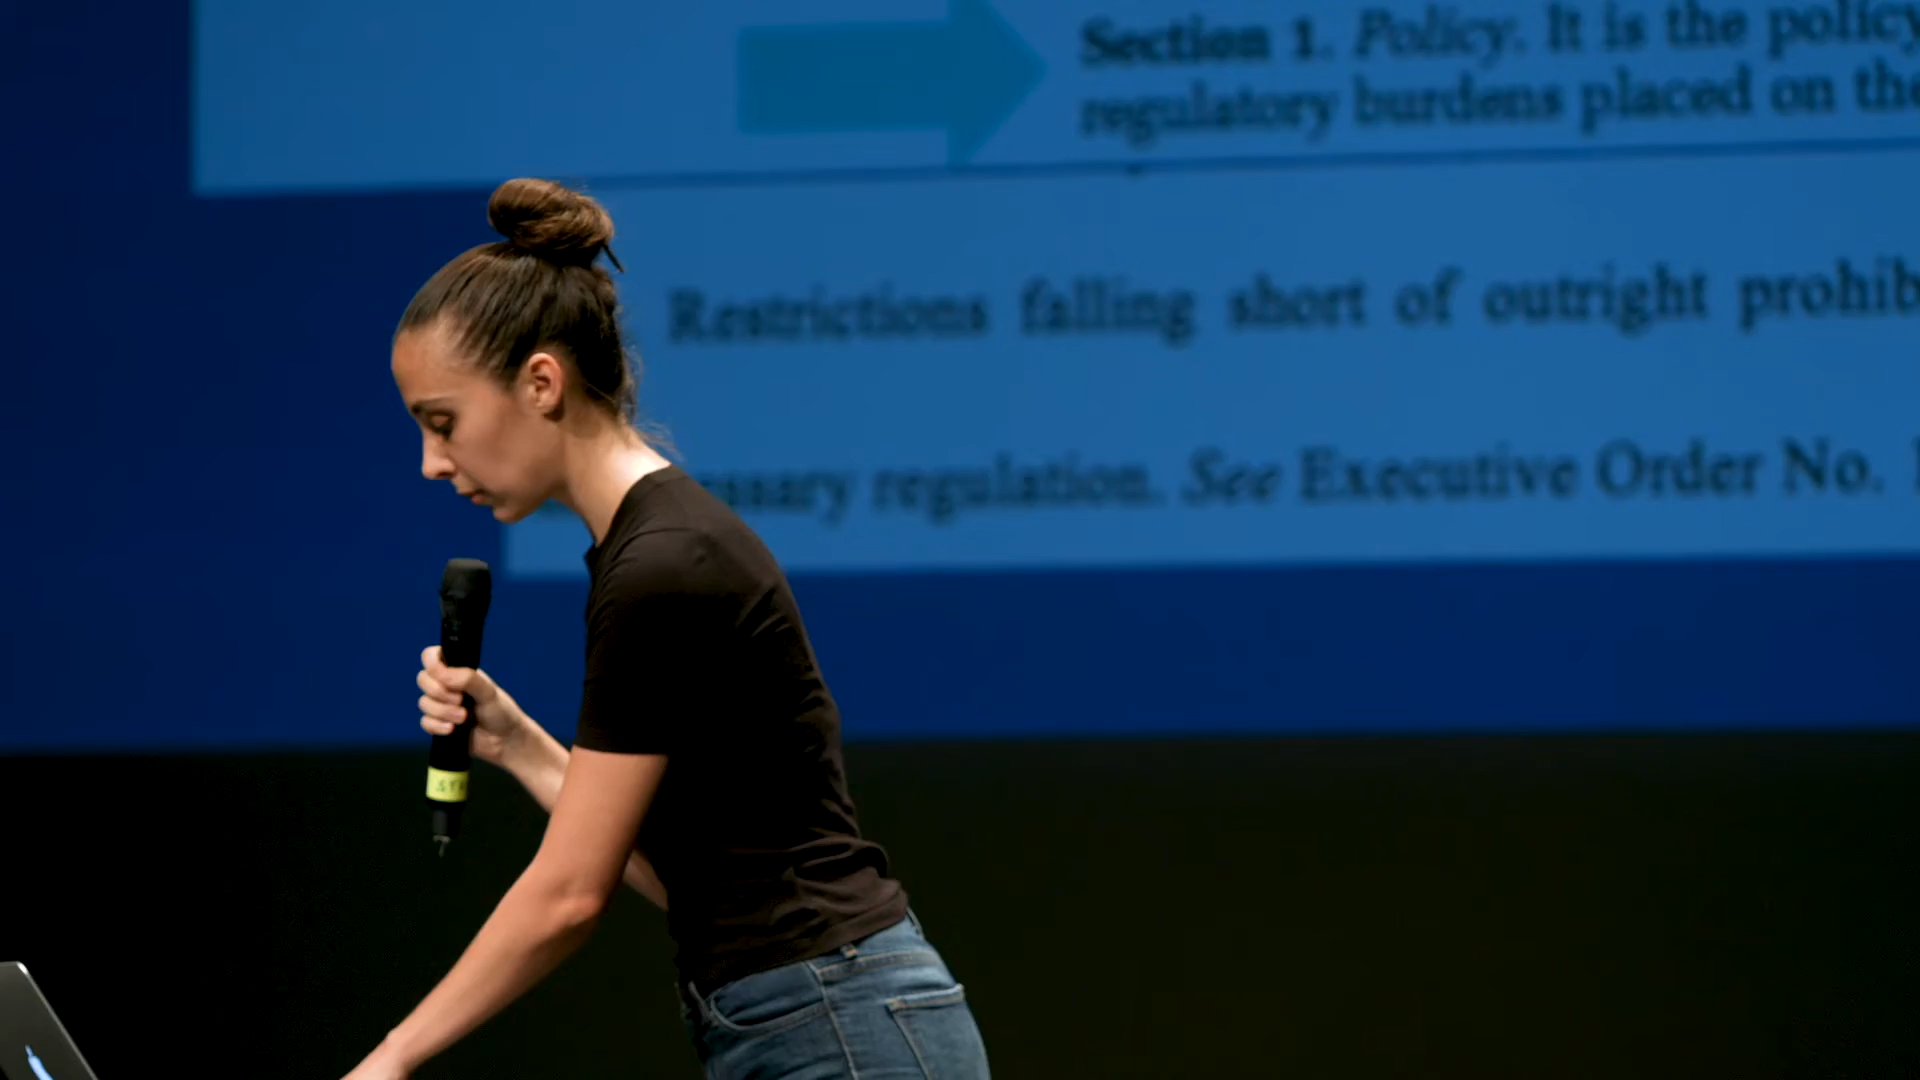 Section 1. Policy. It is the policy
regulatory burdens placed on the
Restrictions falling short of outright prohib
regulation. See Executive Order No.